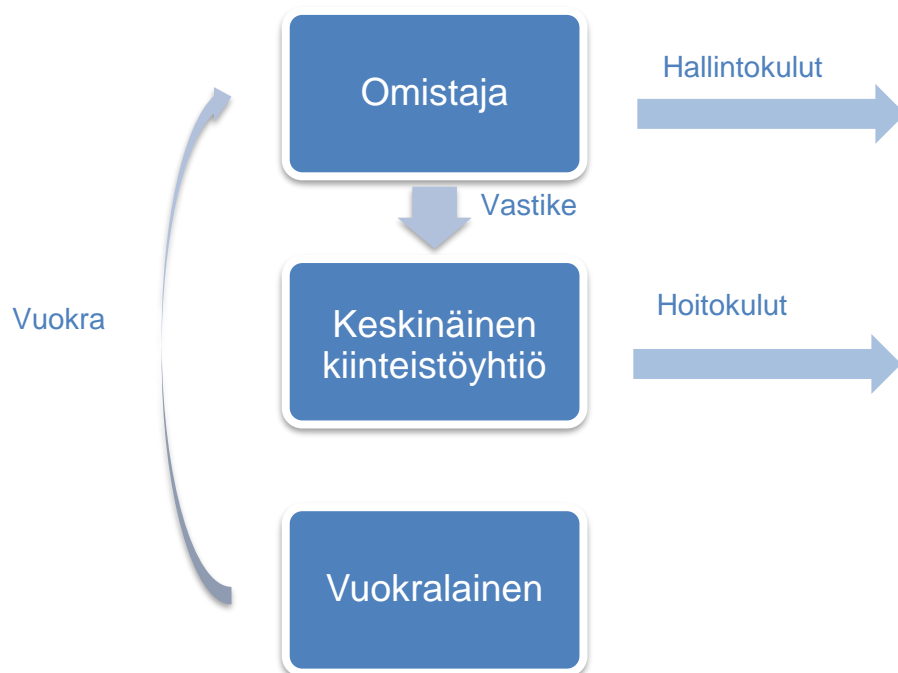 Omistaja
Hallintokulut
Vastike
Vuokra
Keskinäinen
kiinteistöyhtiö
Hoitokulut
Vuokralainen